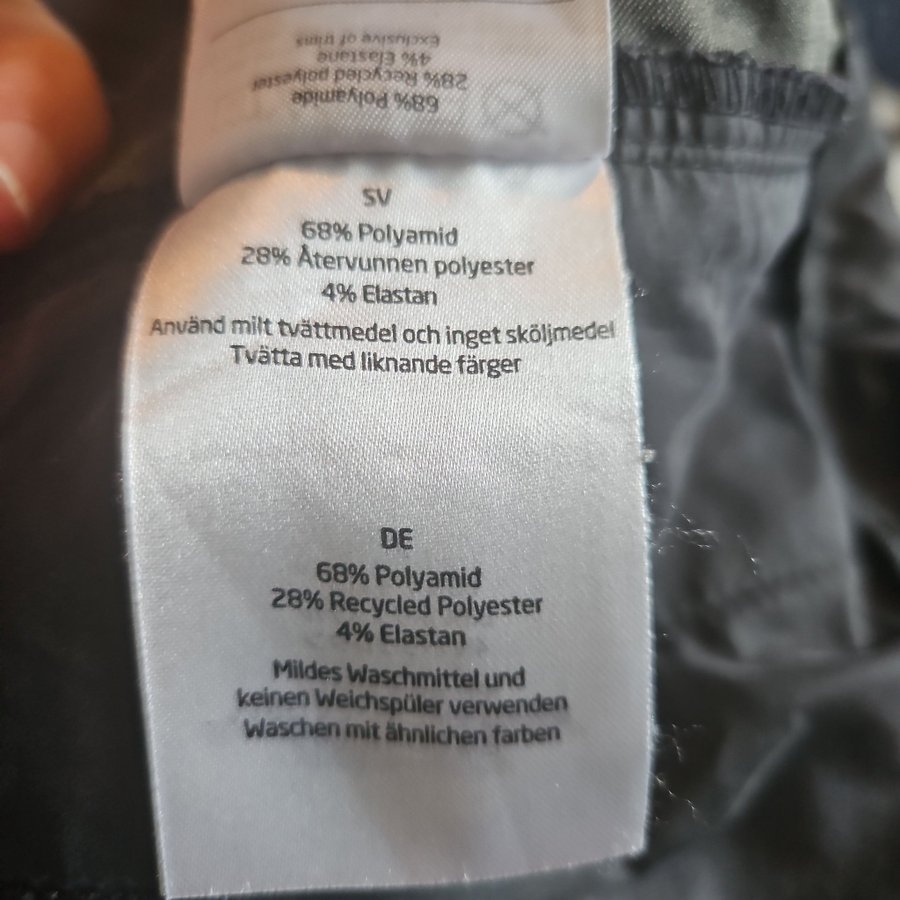 68% Polyamide
28% Recycled polyester
4% Elastane
Exclusive of trims
SV
68% Polyamid
28% Återvunnen polyester
4% Elastan
Använd milt tvättmedel och inget sköljmedel
Tvätta med liknande färger
DE
68% Polyamid
28% Recycled Polyester
4% Elastan
Mildes Waschmittel und
keinen Weichspüler verwenden
Waschen mit ähnlichen farben